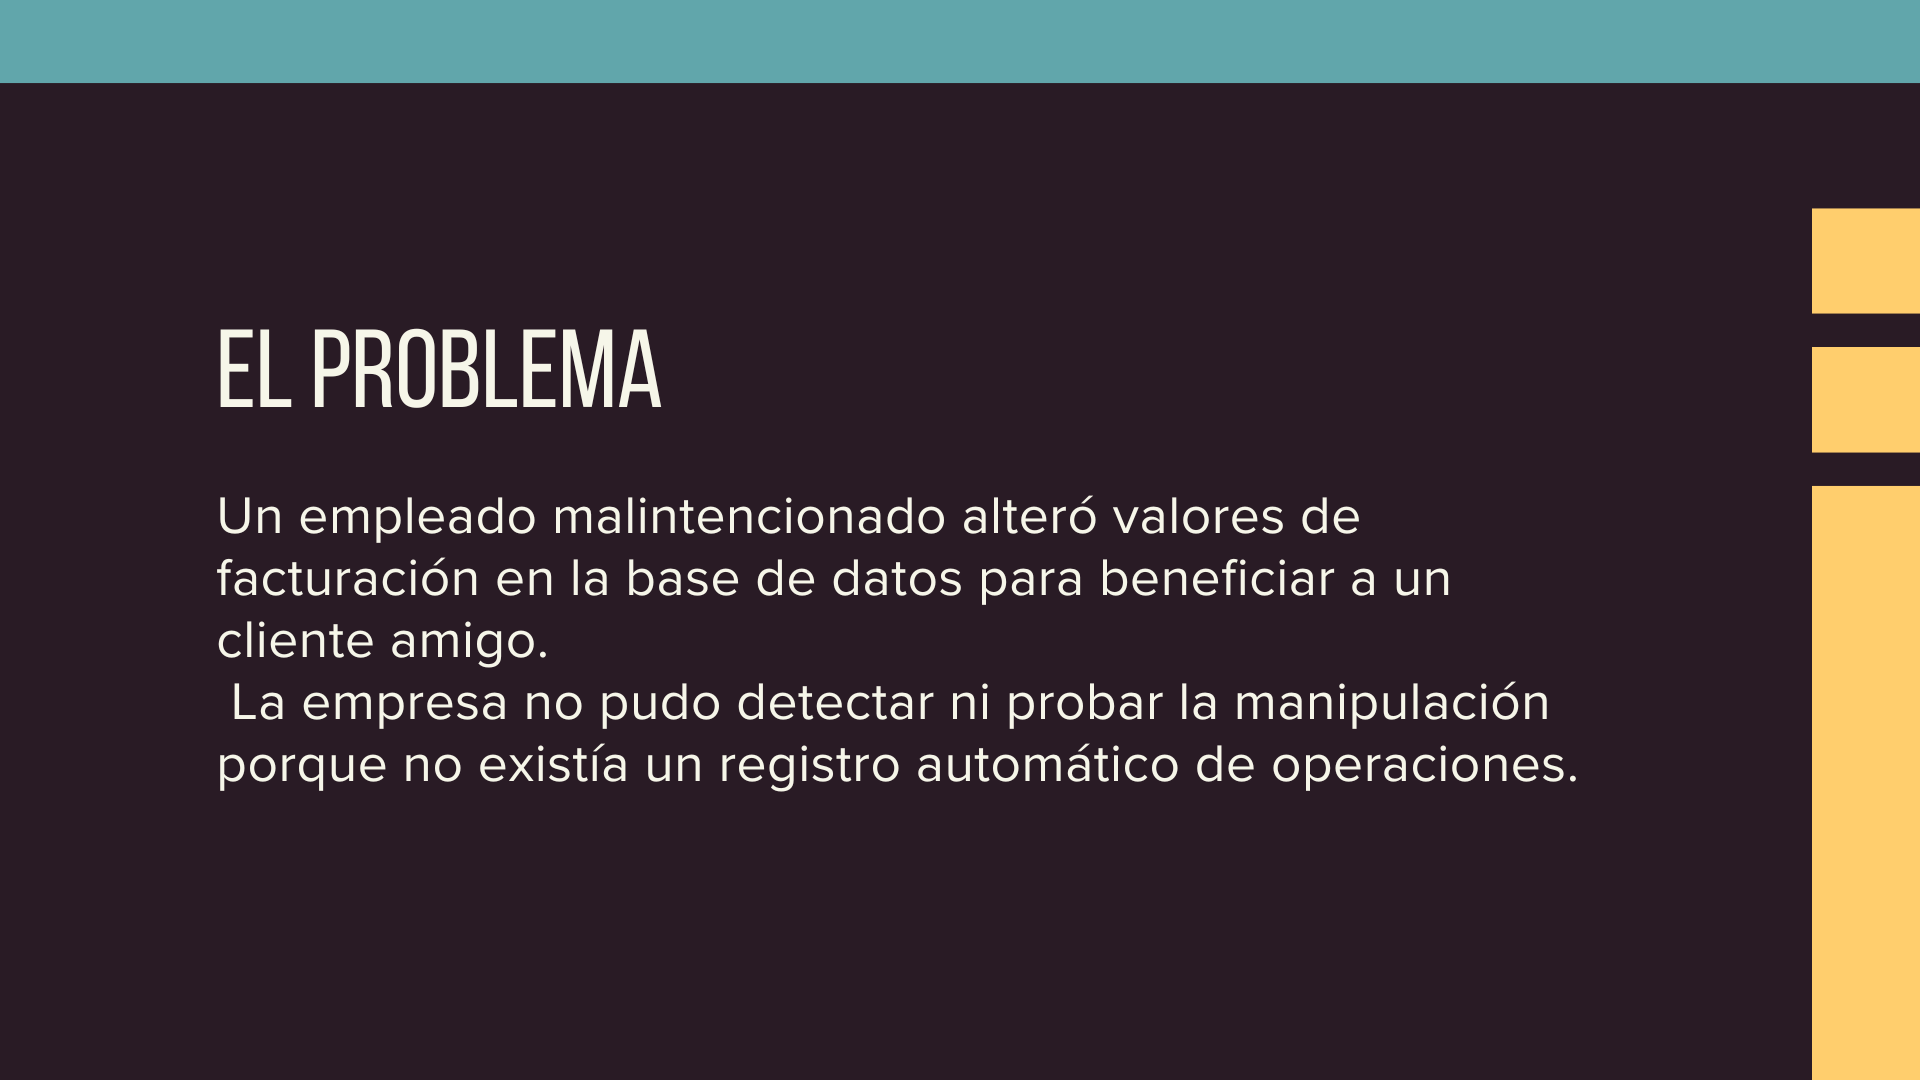 EL PROBLEMA
Un empleado malintencionado alteró valores de
facturación en la base de datos para beneficiar a un
cliente amigo.
La empresa no pudo detectar ni probar la manipulación
porque no existía un registro automático de operaciones.